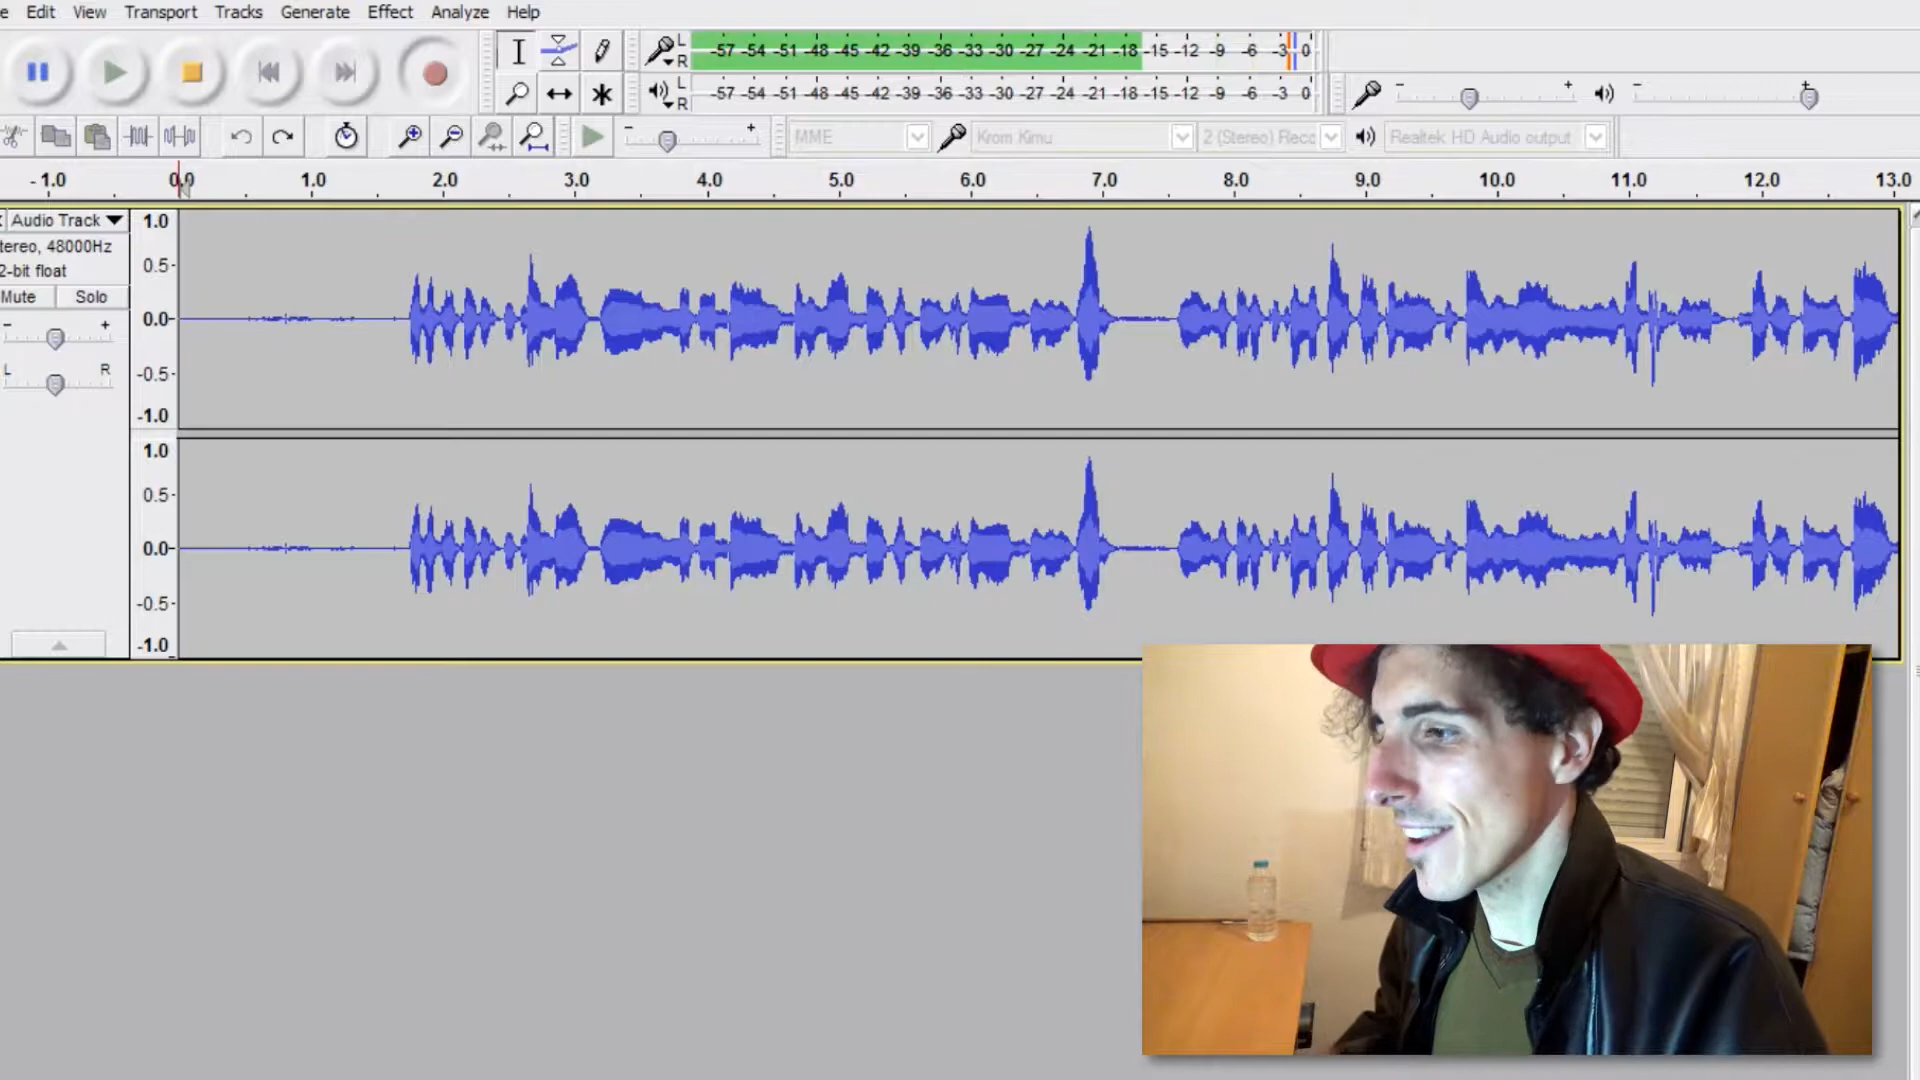 e Edit View Transport Tracks Generate Effect Analyze Help
L R -57 -54 -51 -48 -45 -42 -39 -36 -33 -30 -27 -24 -21 -18 -15 -12 -9 -6 -3 0
L R -57 -54 -51 -48 -45 -42 -39 -36 -33 -30 -27 -24 -21 -18 -15 -12 -9 -6 -3 0
MME Krom Kimu 2 (Stereo) Recc Realtek HD Audio output
-1.0 0.0 1.0 2.0 3.0 4.0 5.0 6.0 7.0 8.0 9.0 10.0 11.0 12.0 13.0
Audio Track 1.0
tereo, 48000Hz
2-bit float
0.5
Mute Solo
0.0
L R
-0.5
-1.0
1.0
0.5
0.0
-0.5
-1.0